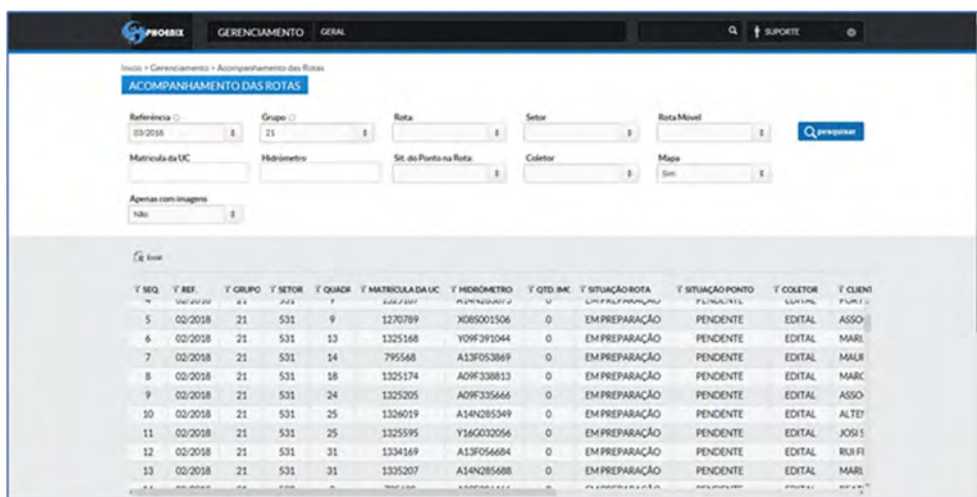 PHOENIX GERENCIAMENTO GERAL SUPORTE
Início > Gerenciamento > Acompanhamento das Rotas
ACOMPANHAMENTO DAS ROTAS
Referência Grupo Rota Setor Rota Móvel
03/2018 21 pesquisar
Matrícula da UC Hidrômetro Sit. do Ponto na Rota Coletor Mapa
Sim
Apenas com imagens
Não
Excel
SEQ. REF. GRUPO SETOR QUADR MATRÍCULA DA UC HIDRÔMETRO QTD. IMC SITUAÇÃO ROTA SITUAÇÃO PONTO COLETOR CLIENT
5 02/2018 21 531 9 1270789 X08S001506 0 EM PREPARAÇÃO PENDENTE EDITAL ASSO
6 02/2018 21 531 13 1325168 Y09F391044 0 EM PREPARAÇÃO PENDENTE EDITAL MARI
7 02/2018 21 531 14 795568 A13F053869 0 EM PREPARAÇÃO PENDENTE EDITAL MAUR
8 02/2018 21 531 18 1325174 A09F338813 0 EM PREPARAÇÃO PENDENTE EDITAL MARC
9 02/2018 21 531 24 1325205 A09F335666 0 EM PREPARAÇÃO PENDENTE EDITAL ASSO
10 02/2018 21 531 25 1326019 A14N285349 0 EM PREPARAÇÃO PENDENTE EDITAL ALTEN
11 02/2018 21 531 25 1325595 Y16G032056 0 EM PREPARAÇÃO PENDENTE EDITAL JOSI S
12 02/2018 21 531 31 1334169 A13F056684 0 EM PREPARAÇÃO PENDENTE EDITAL RUI FI
13 02/2018 21 531 31 1335207 A14N285688 0 EM PREPARAÇÃO PENDENTE EDITAL MARI